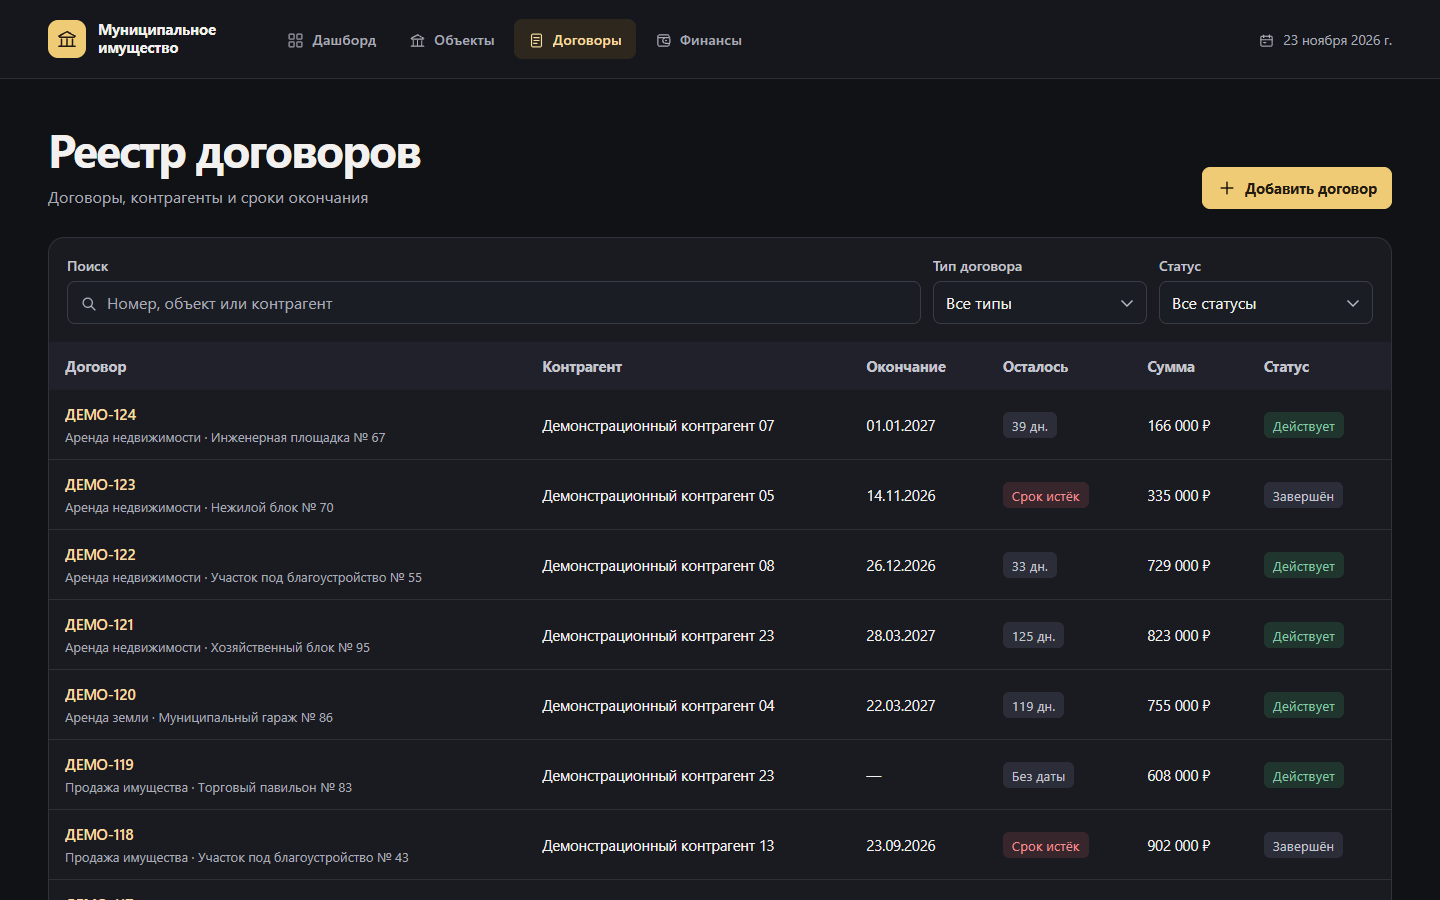 Муниципальное
имущество
Дашборд
Объекты
Договоры
Финансы
23 ноября 2026 г.
Реестр договоров
Договоры, контрагенты и сроки окончания
Добавить договор
Поиск
Тип договора
Статус
Номер, объект или контрагент
Все типы
Все статусы
Договор Контрагент Окончание Осталось Сумма Статус
ДЕМО-124
Аренда недвижимости · Инженерная площадка № 67
Демонстрационный контрагент 07 01.01.2027 39 дн. 166 000 ₽ Действует
ДЕМО-123
Аренда недвижимости · Нежилой блок № 70
Демонстрационный контрагент 05 14.11.2026 Срок истёк 335 000 ₽ Завершён
ДЕМО-122
Аренда недвижимости · Участок под благоустройство № 55
Демонстрационный контрагент 08 26.12.2026 33 дн. 729 000 ₽ Действует
ДЕМО-121
Аренда недвижимости · Хозяйственный блок № 95
Демонстрационный контрагент 23 28.03.2027 125 дн. 823 000 ₽ Действует
ДЕМО-120
Аренда земли · Муниципальный гараж № 86
Демонстрационный контрагент 04 22.03.2027 119 дн. 755 000 ₽ Действует
ДЕМО-119
Продажа имущества · Торговый павильон № 83
Демонстрационный контрагент 23 — Без даты 608 000 ₽ Действует
ДЕМО-118
Продажа имущества · Участок под благоустройство № 43
Демонстрационный контрагент 13 23.09.2026 Срок истёк 902 000 ₽ Завершён